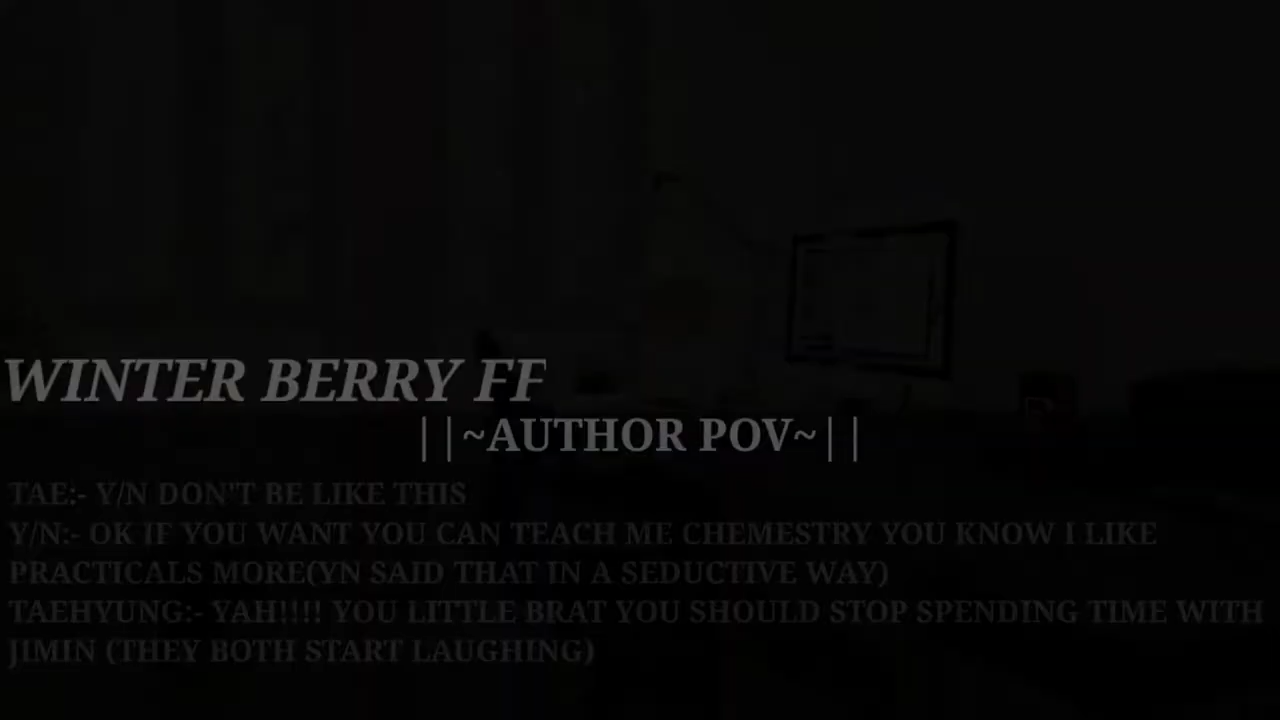 WINTER BERRY FF
||~AUTHOR POV~||
TAE:- Y/N DON'T BE LIKE THIS
Y/N:- OK IF YOU WANT YOU CAN TEACH ME CHEMESTRY YOU KNOW I LIKE
PRACTICALS MORE(YN SAID THAT IN A SEDUCTIVE WAY)
TAEHYUNG:- YAH!!!! YOU LITTLE BRAT YOU SHOULD STOP SPENDING TIME WITH
JIMIN (THEY BOTH START LAUGHING)